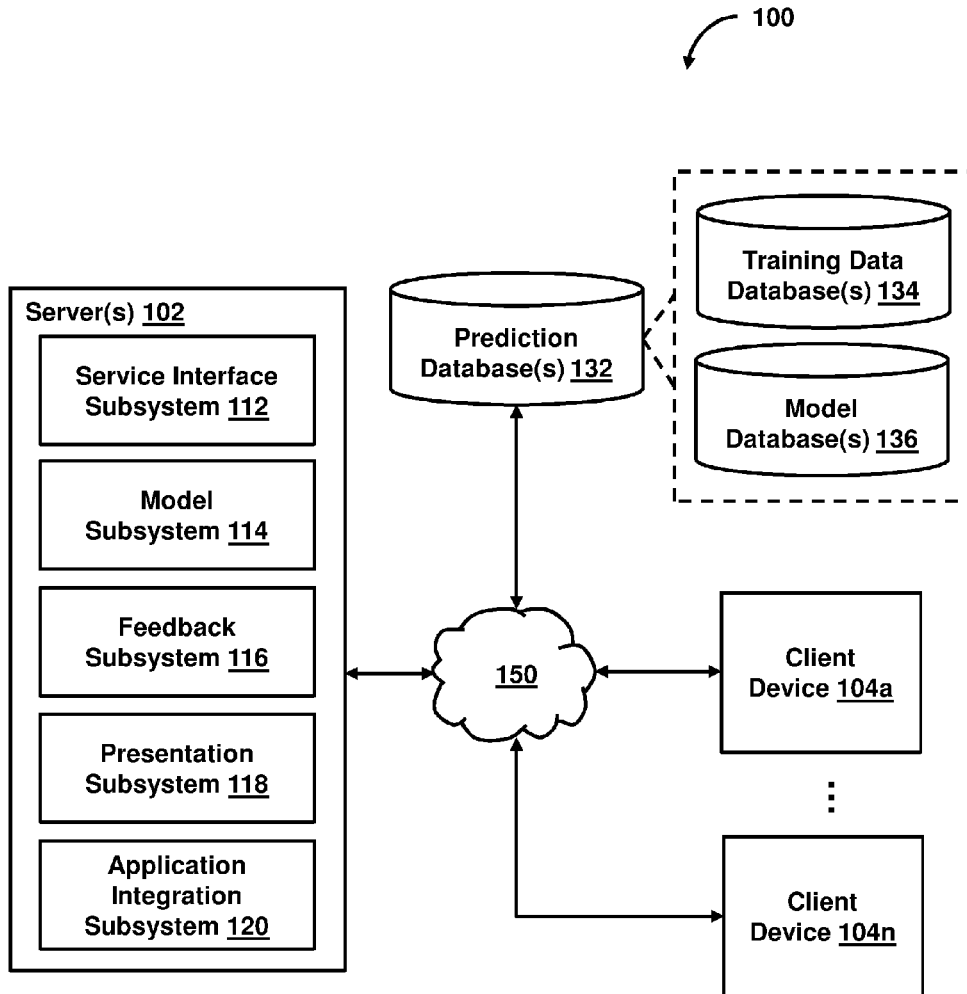 100
Training Data
Database(s) 134
Model
Database(s) 136
Prediction
Database(s) 132
Server(s) 102
Service Interface
Subsystem 112
Model
Subsystem 114
Feedback
Subsystem 116
Presentation
Subsystem 118
Application
Integration
Subsystem 120
150
Client
Device 104a
Client
Device 104n